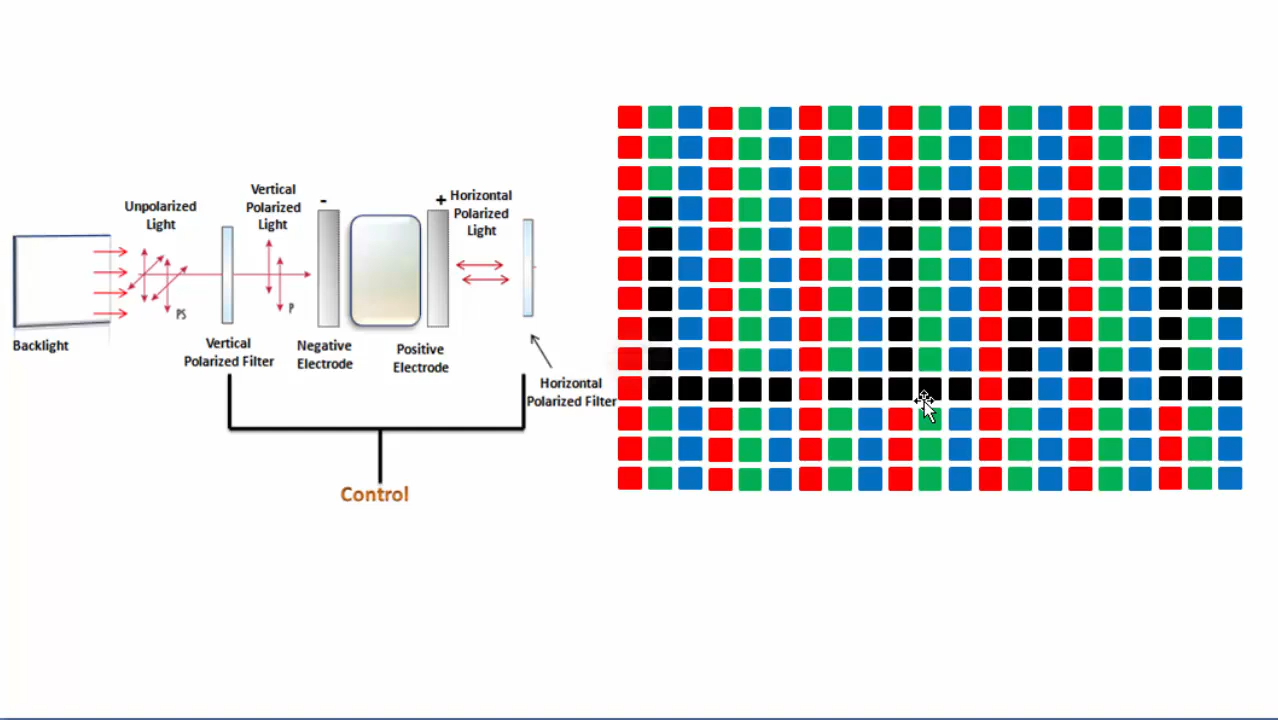 Unpolarized
Light
Vertical
Polarized
Light
-
+
Horizontal
Polarized
Light
PS
P
Backlight
Vertical
Polarized Filter
Negative
Electrode
Positive
Electrode
Horizontal
Polarized Filter
Control
LIKE